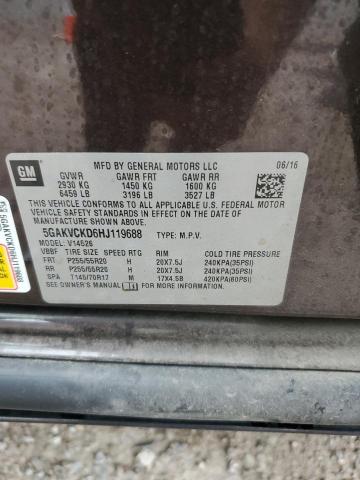 GM
MFD BY GENERAL MOTORS LLC 06/16
GVWR GAWR FRT GAWR RR
2930 KG 1450 KG 1600 KG
6459 LB 3196 LB 3527 LB
THIS VEHICLE CONFORMS TO ALL APPLICABLE U.S. FEDERAL MOTOR
VEHICLE SAFETY AND THEFT PREVENTION STANDARDS IN EFFECT ON THE DATE
OF MANUFACTURE SHOWN ABOVE.
5GAKVCKD6HJ119688 TYPE: M.P.V.
MODEL: V14526
VBBF TIRE SIZE SPEED RTG RIM COLD TIRE PRESSURE
FRT P255/55R20 H 20X7.5J 240KPA(35PSI)
RR P255/55R20 H 20X7.5J 240KPA(35PSI)
SPA T145/70R17 M 17X4.5B 420KPA(60PSI)
SEE OWNER'S MANUAL FOR MORE INFORMATION.
5GAKVCKD6HJ119688